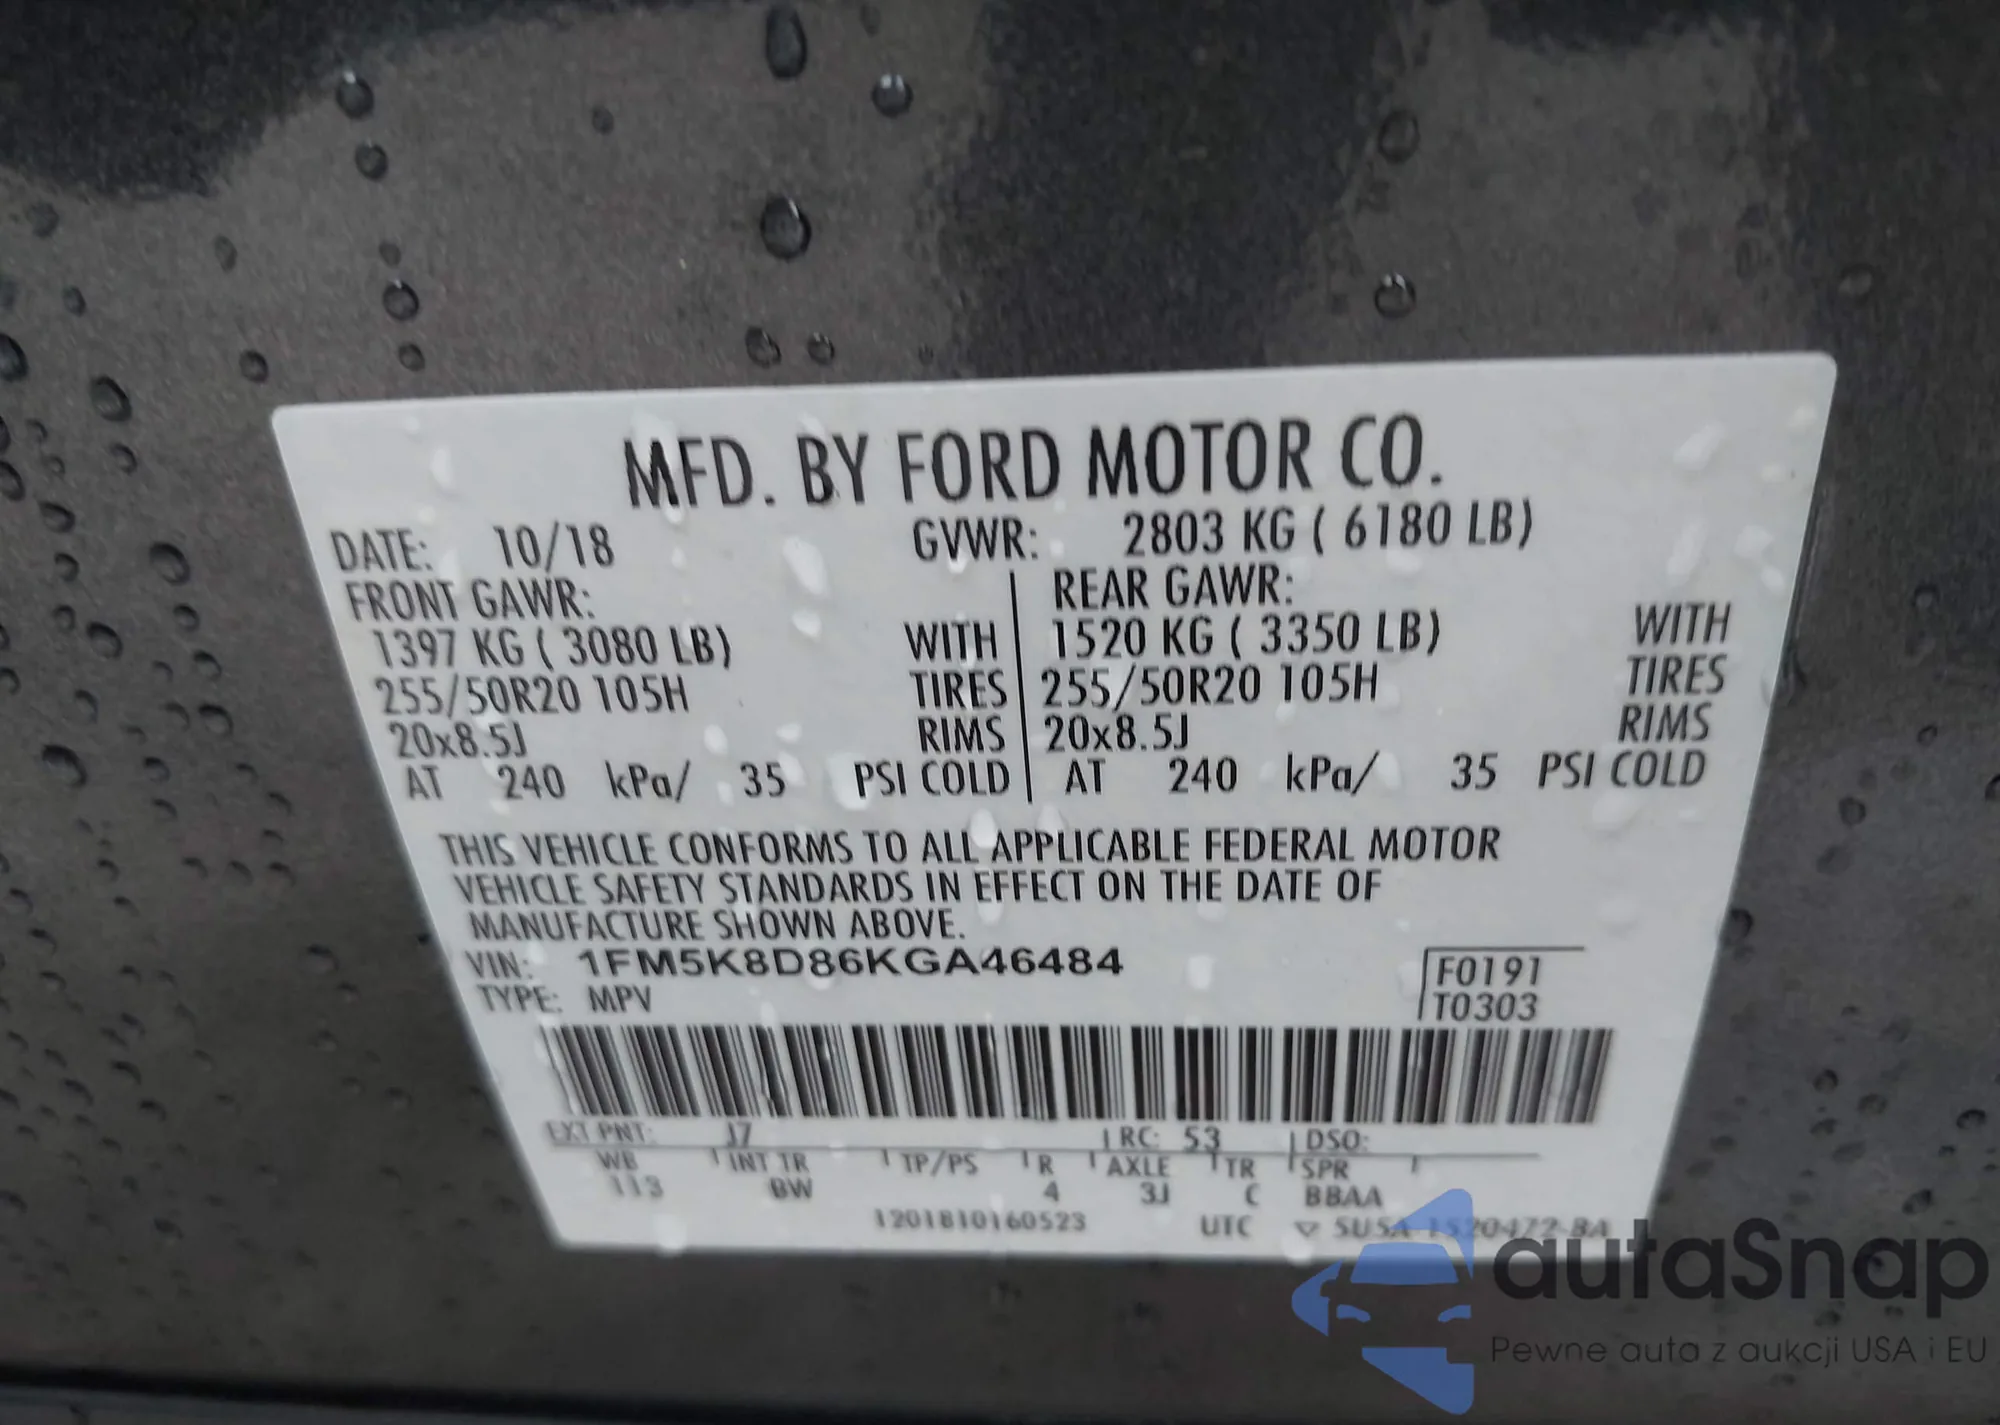 MFD. BY FORD MOTOR CO.
DATE: 10/18 GVWR: 2803 KG ( 6180 LB)
FRONT GAWR: REAR GAWR:
1397 KG ( 3080 LB) WITH 1520 KG ( 3350 LB) WITH
255/50R20 105H TIRES 255/50R20 105H TIRES
20x8.5J RIMS 20x8.5J RIMS
AT 240 kPa/ 35 PSI COLD AT 240 kPa/ 35 PSI COLD
THIS VEHICLE CONFORMS TO ALL APPLICABLE FEDERAL MOTOR
VEHICLE SAFETY STANDARDS IN EFFECT ON THE DATE OF
MANUFACTURE SHOWN ABOVE.
VIN: 1FM5K8D86KGA46484 F0191
TYPE: MPV T0303
EXT PNT: J7 RC: 53 DSO:
WB INT TR TP/PS R AXLE TR SPR
113 BW 4 3J C BBAA
1201810160523 UTC SUSA 1520472-BA
autaSnap
Pewne auta z aukcji USA i EU